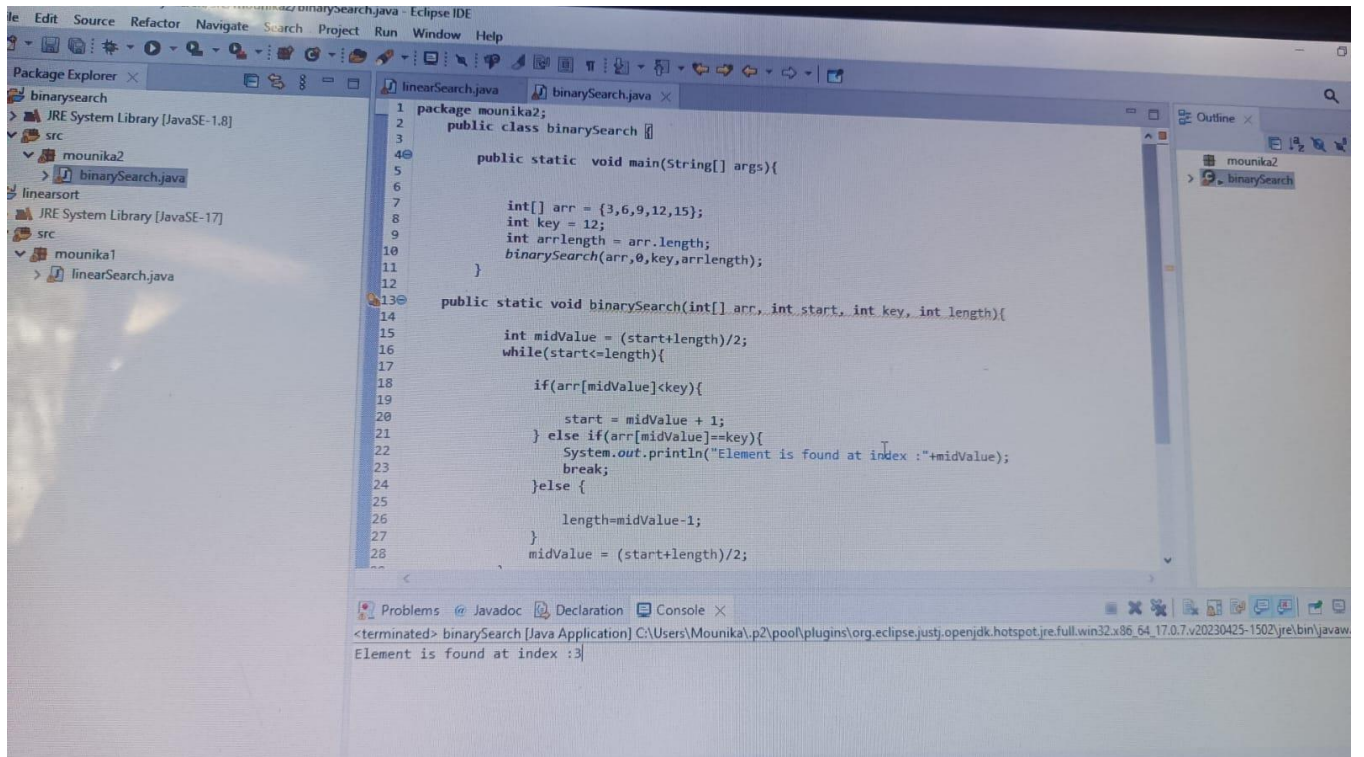 binarySearch.java - Eclipse IDE
Edit Source Refactor Navigate Search Project Run Window Help
Package Explorer
binarysearch
JRE System Library [JavaSE-1.8]
src
mounika2
binarySearch.java
linearsort
JRE System Library [JavaSE-17]
src
mounika1
linearSearch.java
linearSearch.java binarySearch.java
1 package mounika2;
2 public class binarySearch {
3
4 public static void main(String[] args){
5
6
7 int[] arr = {3,6,9,12,15};
8 int key = 12;
9 int arrlength = arr.length;
10 binarySearch(arr,0,key,arrlength);
11 }
12
13 public static void binarySearch(int[] arr, int start, int key, int length){
14
15 int midValue = (start+length)/2;
16 while(start<=length){
17
18 if(arr[midValue]<key){
19
20 start = midValue + 1;
21 } else if(arr[midValue]==key){
22 System.out.println("Element is found at index :"+midValue);
23 break;
24 }else {
25
26 length=midValue-1;
27 }
28 midValue = (start+length)/2;
Outline
mounika2
binarySearch
Problems Javadoc Declaration Console
<terminated> binarySearch [Java Application] C:\Users\Mounika\.p2\pool\plugins\org.eclipse.justj.openjdk.hotspot.jre.full.win32.x86_64_17.0.7.v20230425-1502\jre\bin\javaw.
Element is found at index :3